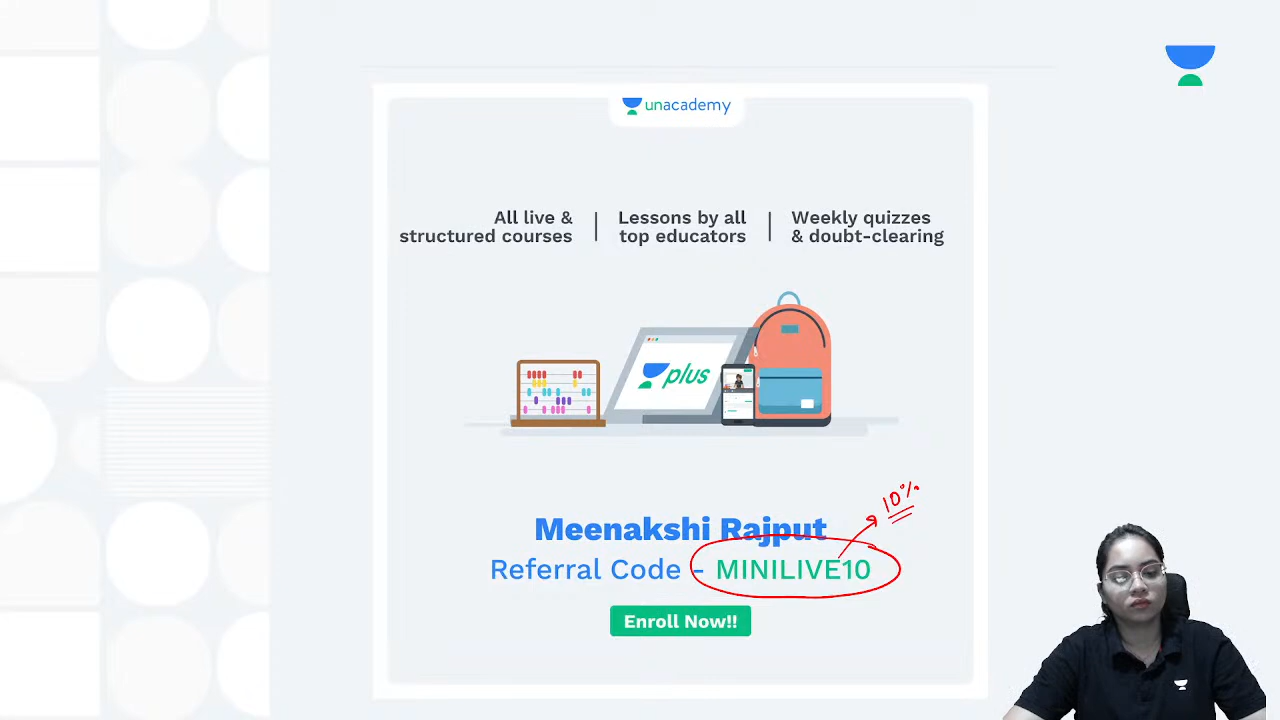 unacademy
All live &
structured courses
Lessons by all
top educators
Weekly quizzes
& doubt-clearing
plus
10%
Meenakshi Rajput
Referral Code - MINILIVE10
Enroll Now!!